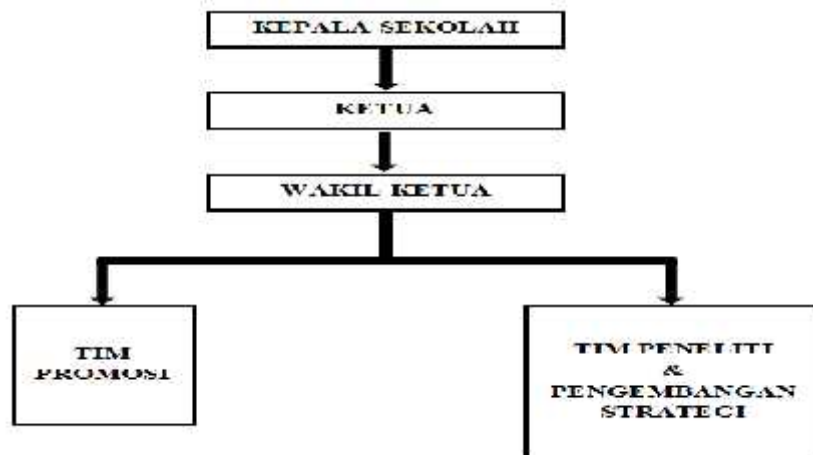 KEPALA SEKOLAH
KETUA
WAKIL KETUA
TIM
PROMOSI
TIM PENELITI
&
PENGEMBANGAN
STRATEGI